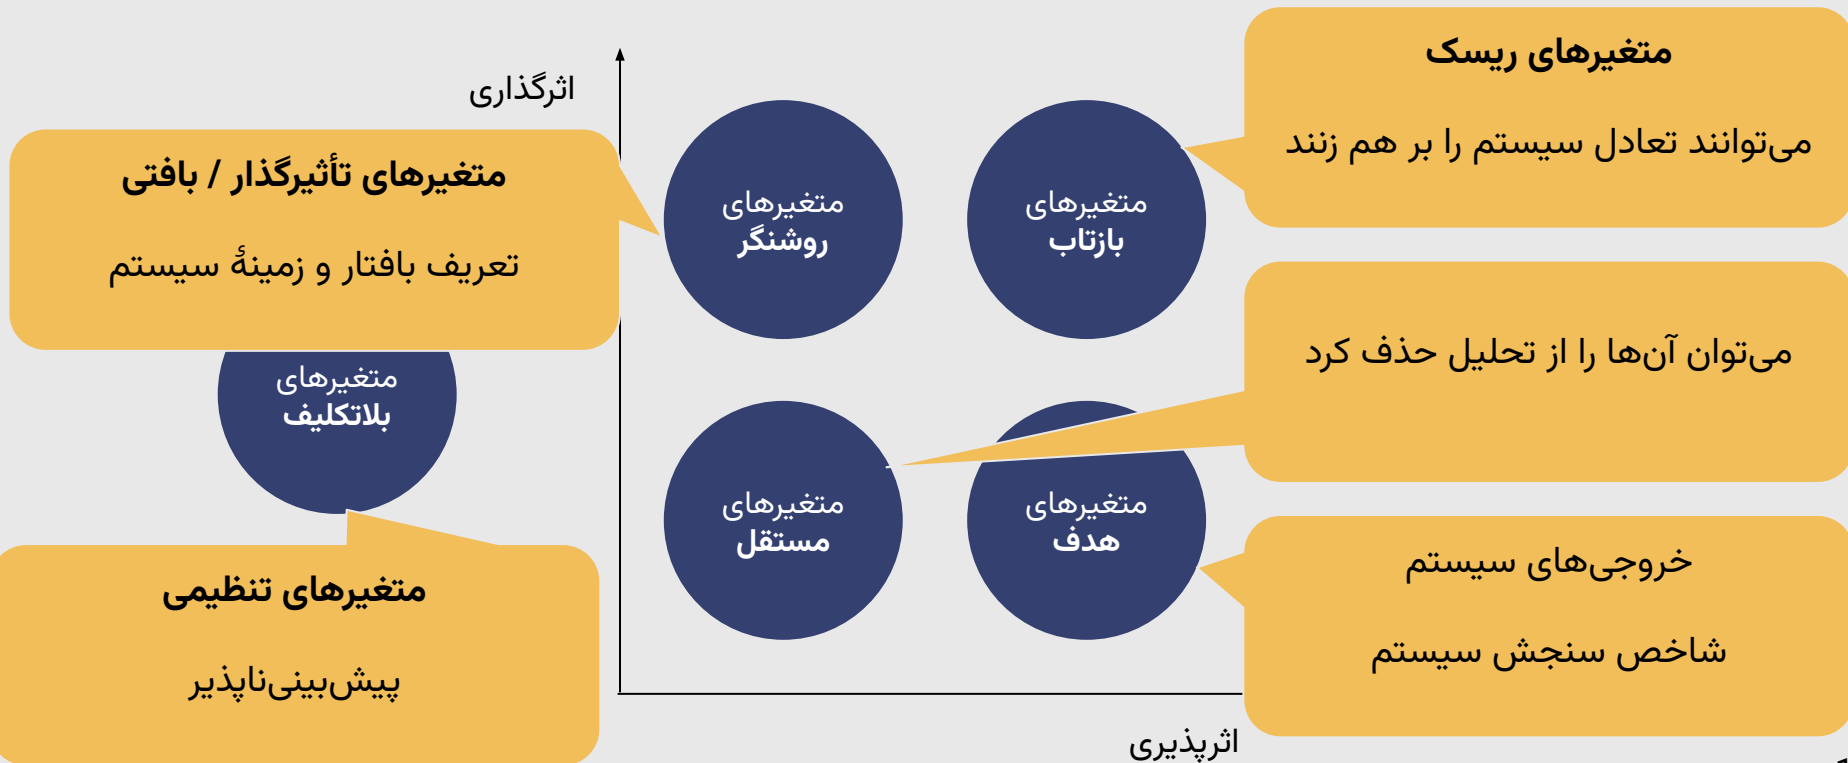 متغیرهای ریسک
می‌توانند تعادل سیستم را بر هم زنند
اثرگذاری
متغیرهای تأثیرگذار / بافتی
تعریف بافتار و زمینهٔ سیستم
متغیرهای
بازتاب
متغیرهای
روشنگر
می‌توان آن‌ها را از تحلیل حذف کرد
متغیرهای
بلاتکلیف
متغیرهای
هدف
متغیرهای
مستقل
خروجی‌های سیستم
شاخص سنجش سیستم
متغیرهای تنظیمی
پیش‌بینی‌ناپذیر
اثرپذیری